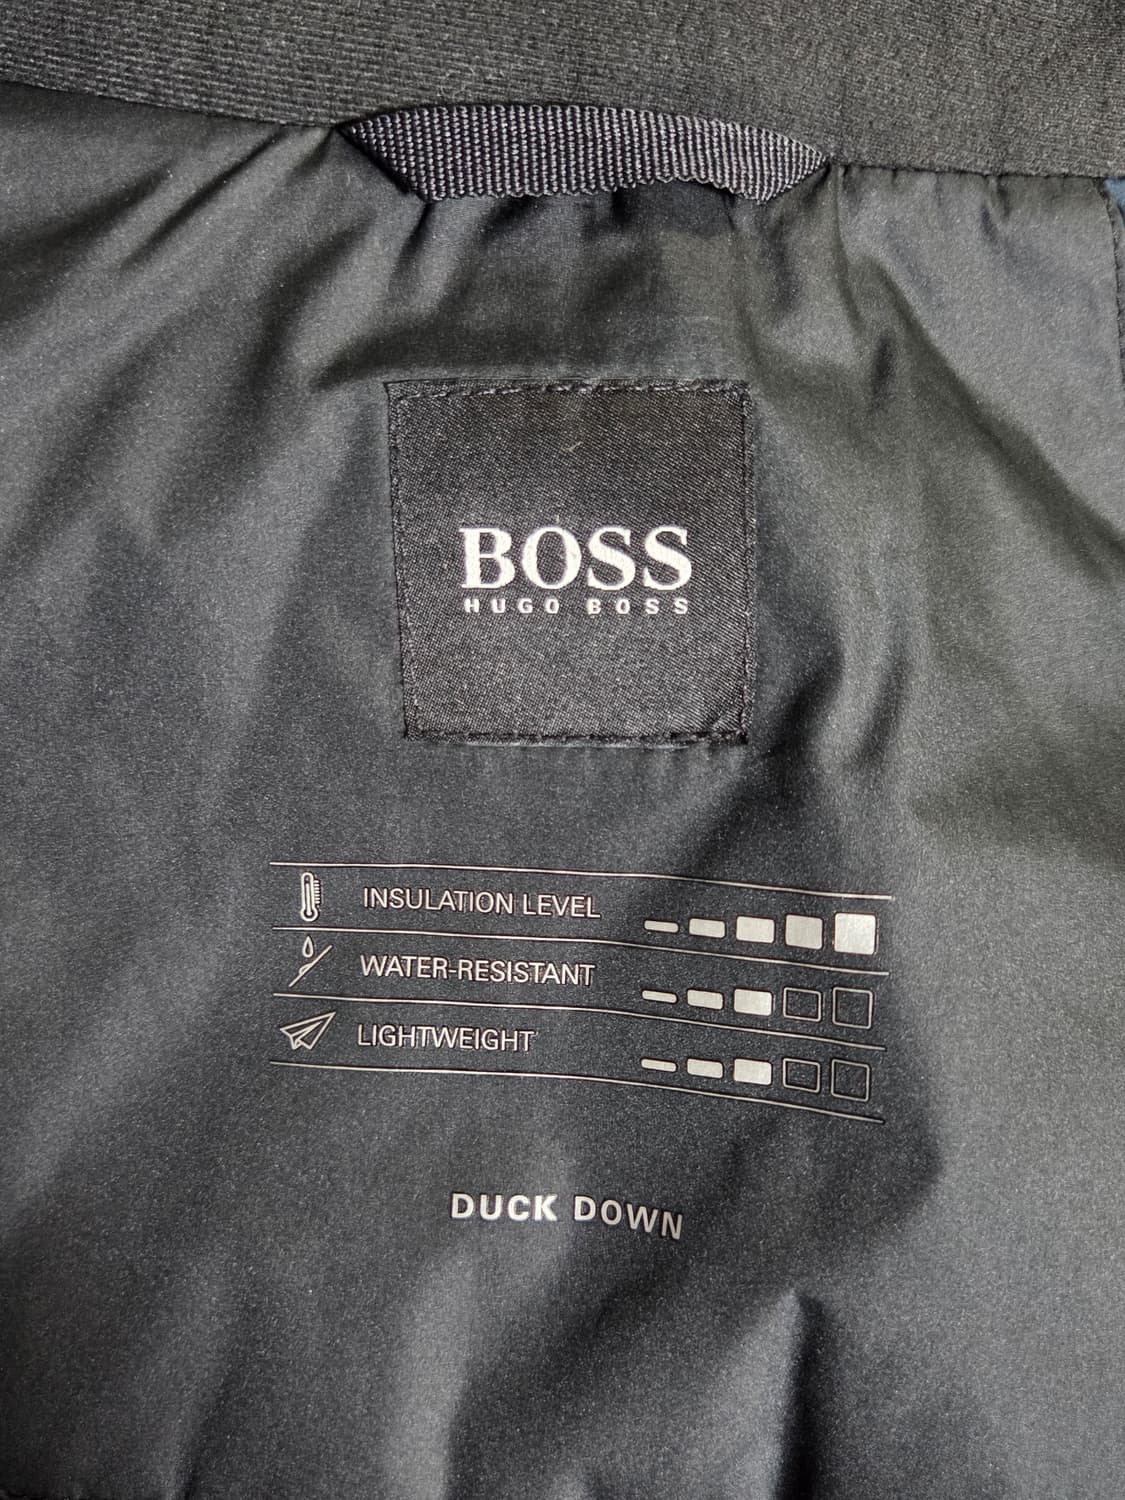 BOSS
HUGO BOSS
INSULATION LEVEL
WATER-RESISTANT
LIGHTWEIGHT
DUCK DOWN